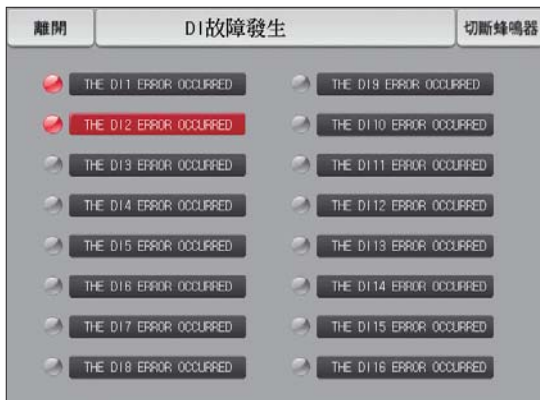 離開
DI故障發生
切斷蜂鳴器
THE DI1 ERROR OCCURRED
THE DI2 ERROR OCCURRED
THE DI3 ERROR OCCURRED
THE DI4 ERROR OCCURRED
THE DI5 ERROR OCCURRED
THE DI6 ERROR OCCURRED
THE DI7 ERROR OCCURRED
THE DI8 ERROR OCCURRED
THE DI9 ERROR OCCURRED
THE DI10 ERROR OCCURRED
THE DI11 ERROR OCCURRED
THE DI12 ERROR OCCURRED
THE DI13 ERROR OCCURRED
THE DI14 ERROR OCCURRED
THE DI15 ERROR OCCURRED
THE DI16 ERROR OCCURRED